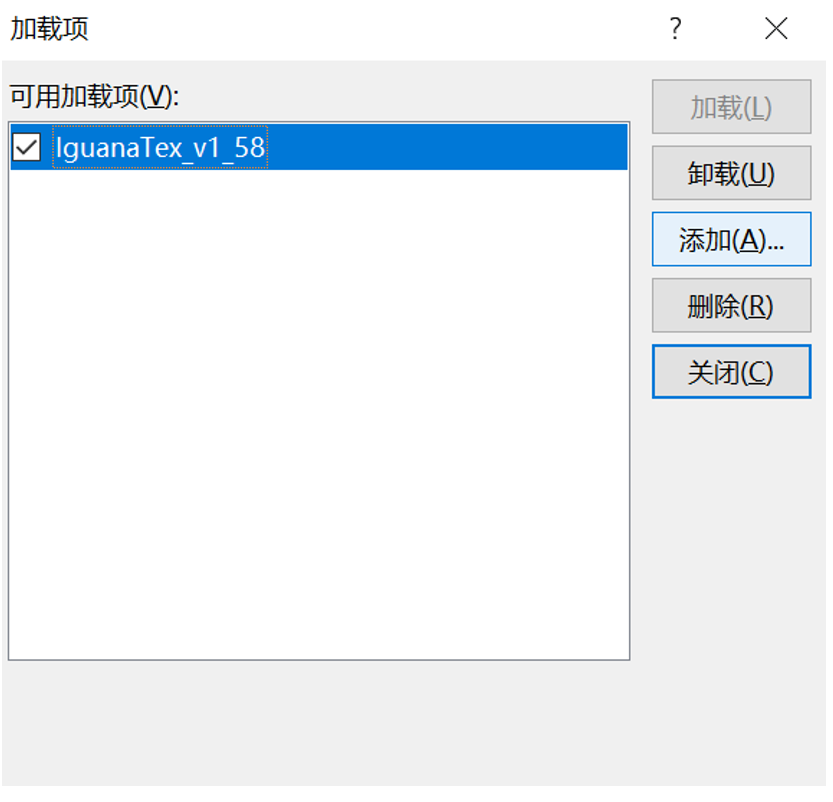 加载项
可用加载项(V):
IguanaTex_v1_58
加载(L)
卸载(U)
添加(A)...
删除(R)
关闭(C)